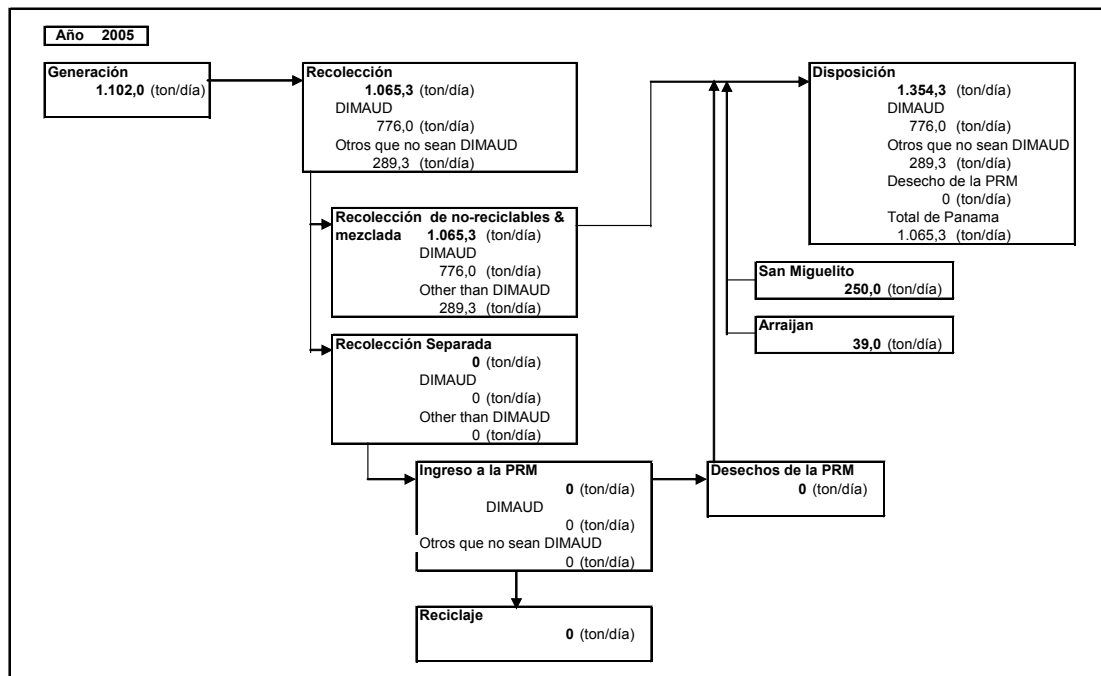 Año 2005
Generación
1.102,0 (ton/día)
Recolección
1.065,3 (ton/día)
DIMAUD
776,0 (ton/día)
Otros que no sean DIMAUD
289,3 (ton/día)
Disposición
1.354,3 (ton/día)
DIMAUD
776,0 (ton/día)
Otros que no sean DIMAUD
289,3 (ton/día)
Desecho de la PRM
0 (ton/día)
Total de Panama
1.065,3 (ton/día)
Recolección de no-reciclables &
mezclada 1.065,3 (ton/día)
DIMAUD
776,0 (ton/día)
Other than DIMAUD
289,3 (ton/día)
San Miguelito
250,0 (ton/día)
Arraijan
39,0 (ton/día)
Recolección Separada
0 (ton/día)
DIMAUD
0 (ton/día)
Other than DIMAUD
0 (ton/día)
Ingreso a la PRM
0 (ton/día)
DIMAUD
0 (ton/día)
Otros que no sean DIMAUD
0 (ton/día)
Desechos de la PRM
0 (ton/día)
Reciclaje
0 (ton/día)